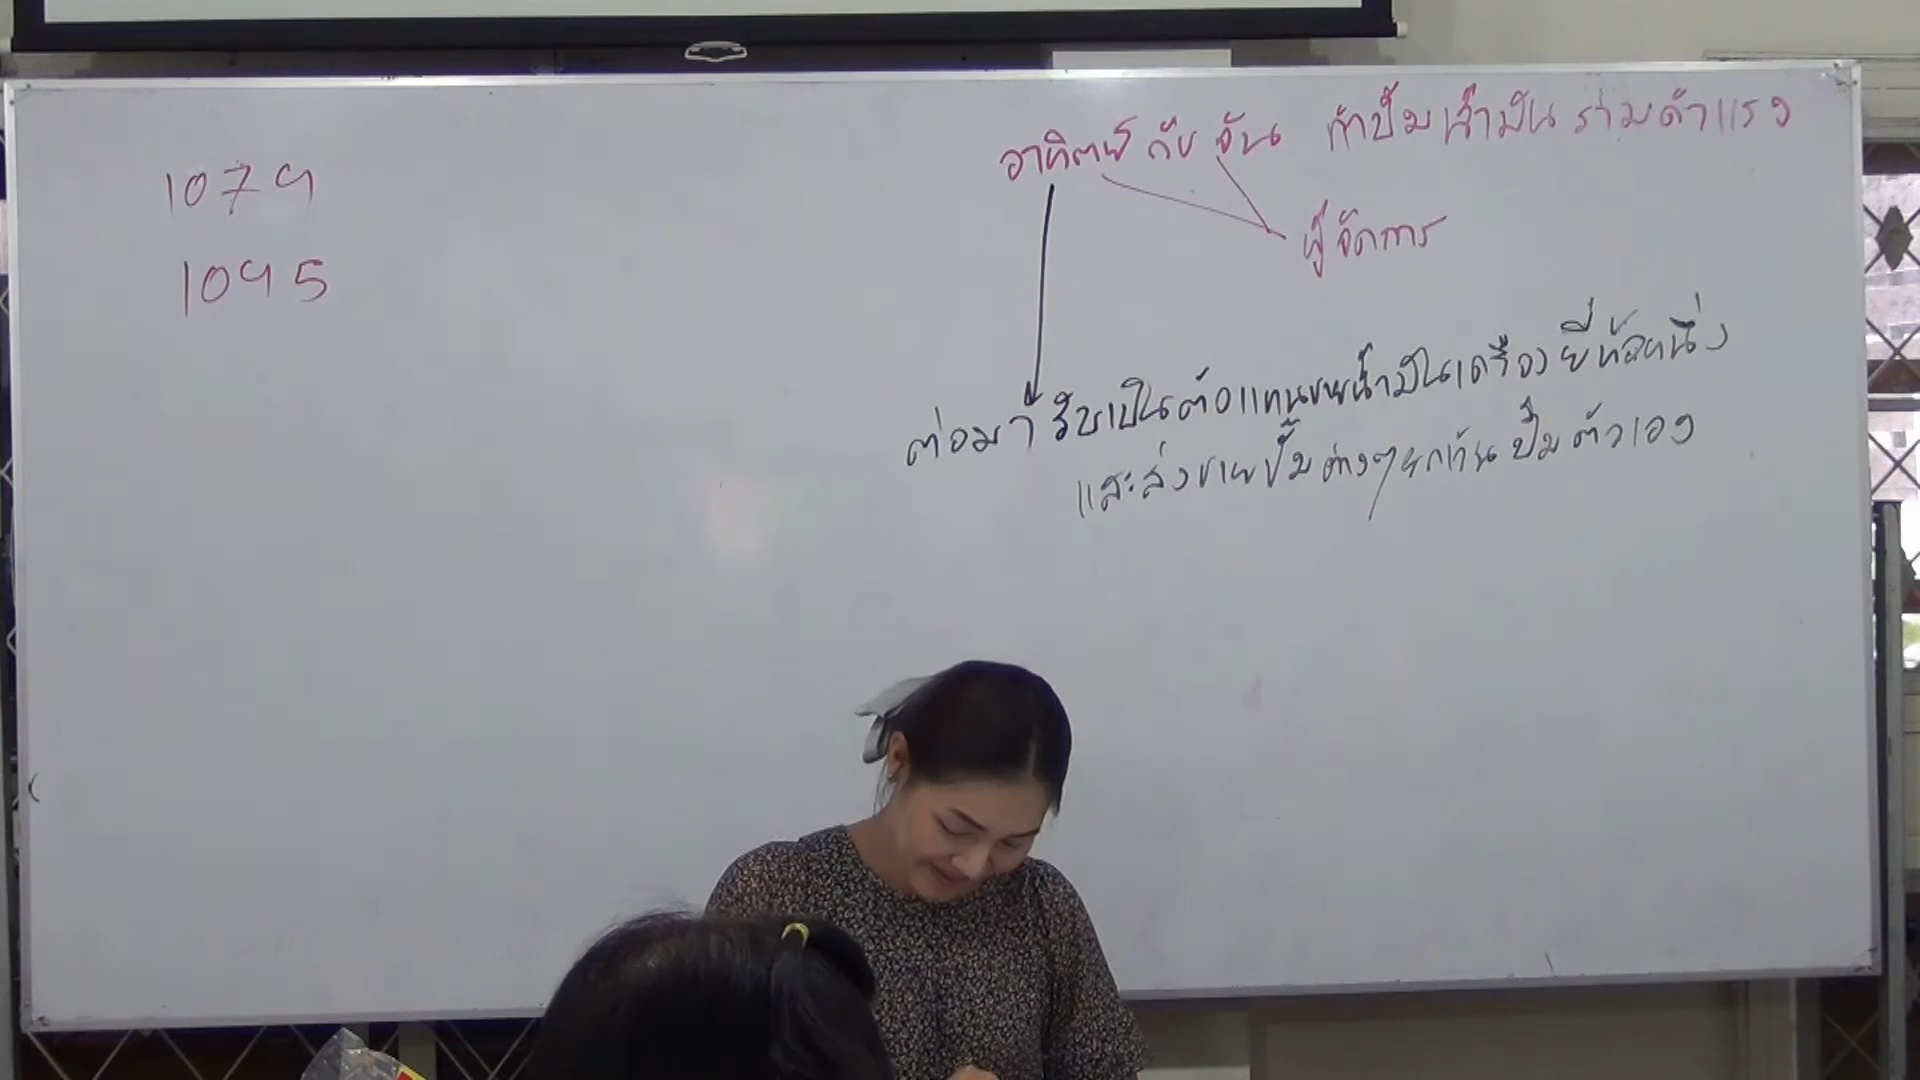 1079
1045
อาทิตย์ กับ จันทร์ ทำปั๊มน้ำมัน รามคำแรง
ผู้จัดการ
ต่อมา รับเป็นตัวแทนขายน้ำมันเครื่อง ยี่ห้อหนึ่ง
และส่งขายปั๊มต่างๆ ยกเว้น ปั๊ม ตัวเอง